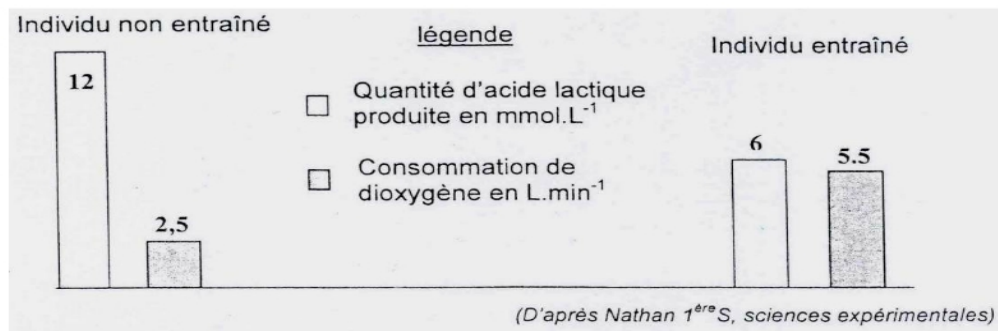 Individu non entraîné
12
2,5
légende
Quantité d'acide lactique
produite en mmol.L⁻¹
Consommation de
dioxygène en L.min⁻¹
Individu entraîné
6
5.5
(D'après Nathan 1èreS, sciences expérimentales)